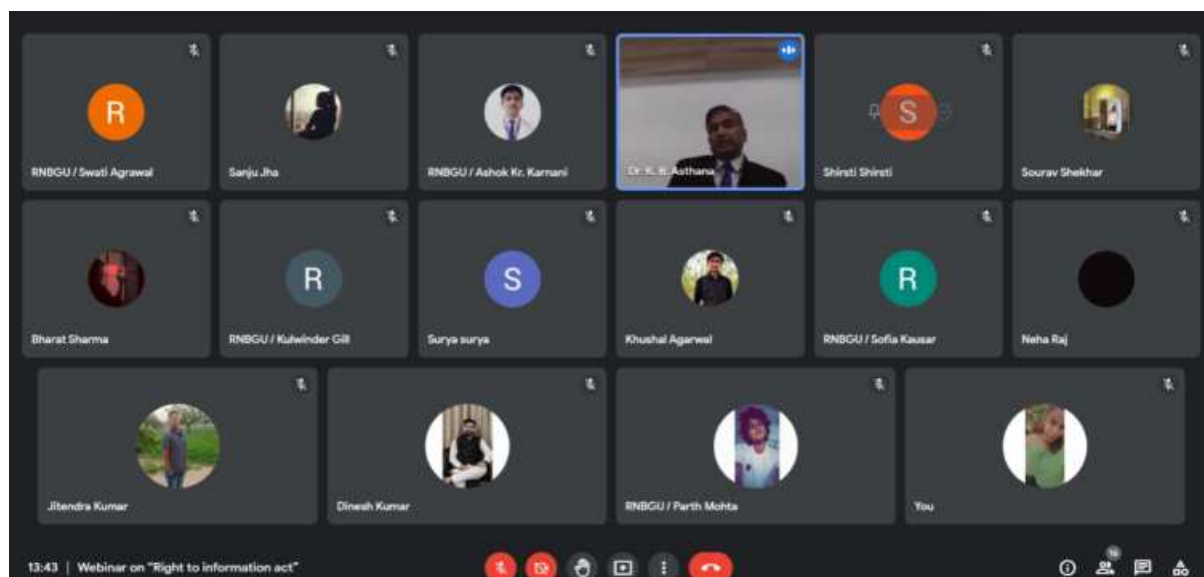 R
RNBGU / Swati Agrawal
Sanju Jha
RNBGU / Ashok Kr. Karnani
Dr. K. B. Asthana
S
Shirsti Shirsti
Sourav Shekhar
Bharat Sharma
R
RNBGU / Kulwinder Gill
S
Surya surya
Khushal Agarwal
R
RNBGU / Sofia Kausar
Neha Raj
Jitendra Kumar
Dinesh Kumar
RNBGU / Parth Mohta
You
13:43 | Webinar on "Right to information act"
16